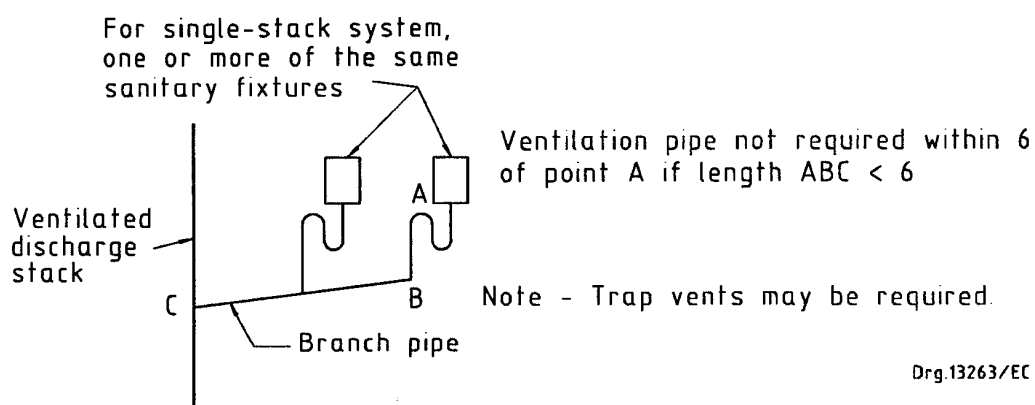 For single-stack system,
one or more of the same
sanitary fixtures
Ventilation pipe not required within 6
of point A if length ABC < 6
A
Ventilated
discharge
stack
C
B
Note - Trap vents may be required.
Branch pipe
Drg.13263/EC